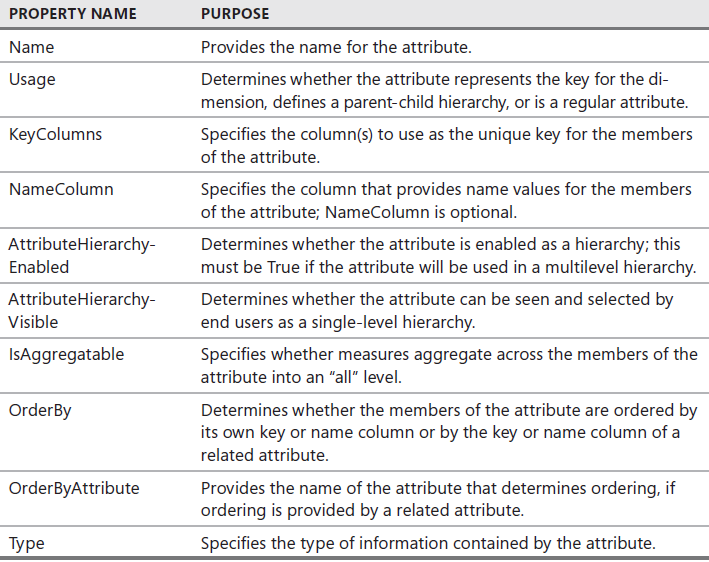 PROPERTY NAME PURPOSE
Name Provides the name for the attribute.
Usage Determines whether the attribute represents the key for the di-
mension, defines a parent-child hierarchy, or is a regular attribute.
KeyColumns Specifies the column(s) to use as the unique key for the members
of the attribute.
NameColumn Specifies the column that provides name values for the members
of the attribute; NameColumn is optional.
AttributeHierarchy- Determines whether the attribute is enabled as a hierarchy; this
Enabled must be True if the attribute will be used in a multilevel hierarchy.
AttributeHierarchy- Determines whether the attribute can be seen and selected by
Visible end users as a single-level hierarchy.
IsAggregatable Specifies whether measures aggregate across the members of the
attribute into an “all” level.
OrderBy Determines whether the members of the attribute are ordered by
its own key or name column or by the key or name column of a
related attribute.
OrderByAttribute Provides the name of the attribute that determines ordering, if
ordering is provided by a related attribute.
Type Specifies the type of information contained by the attribute.